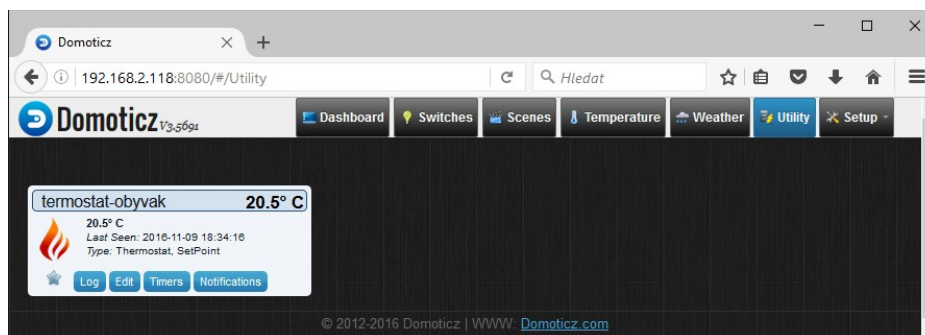 Domoticz
192.168.2.118:8080/#/Utility
Hledat
Domoticz V3.5691
Dashboard Switches Scenes Temperature Weather Utility Setup
termostat-obyvak 20.5° C
20.5° C
Last Seen: 2016-11-09 18:34:16
Type: Thermostat, SetPoint
Log Edit Timers Notifications
© 2012-2016 Domoticz | WWW: Domoticz.com